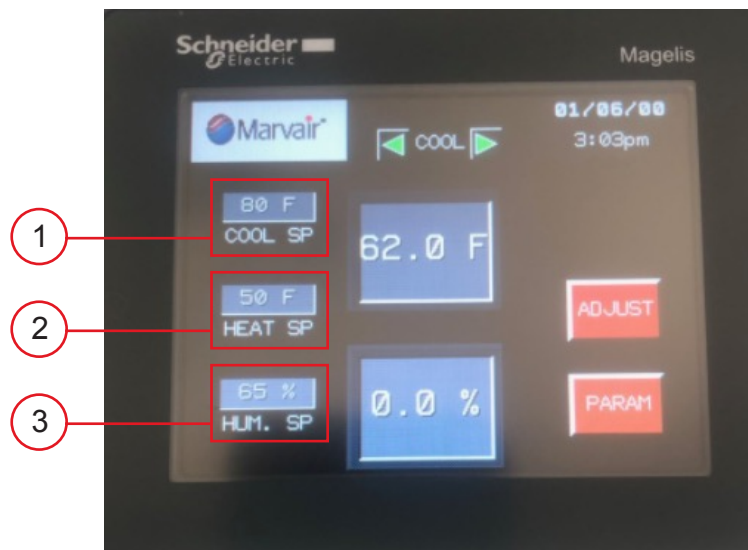 Schneider
Electric
Magelis
Marvair
COOL
01/06/00
3:03pm
1
80 F
COOL SP
62.0 F
2
50 F
HEAT SP
ADJUST
3
65 %
HUM. SP
0.0 %
PARAM